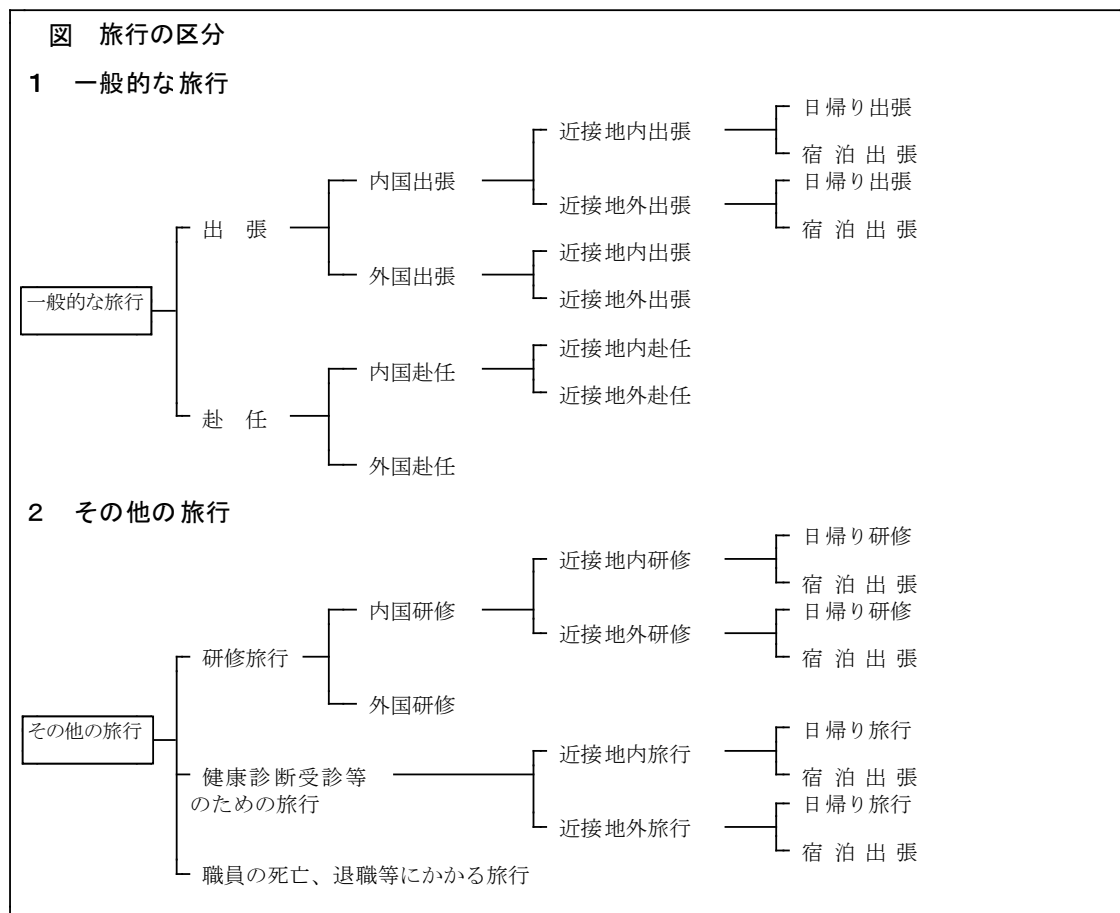 図 旅行の区分
1 一般的な旅行
日帰り出張
近接地内出張
宿泊出張
内国出張
日帰り出張
近接地外出張
出 張
宿泊出張
近接地内出張
外国出張
近接地外出張
一般的な旅行
近接地内赴任
内国赴任
近接地外赴任
赴 任
外国赴任
2 その他の旅行
日帰り研修
近接地内研修
宿泊出張
内国研修
日帰り研修
近接地外研修
研修旅行
宿泊出張
外国研修
その他の旅行
日帰り旅行
近接地内旅行
健康診断受診等
のための旅行
宿泊出張
日帰り旅行
近接地外旅行
宿泊出張
職員の死亡、退職等にかかる旅行